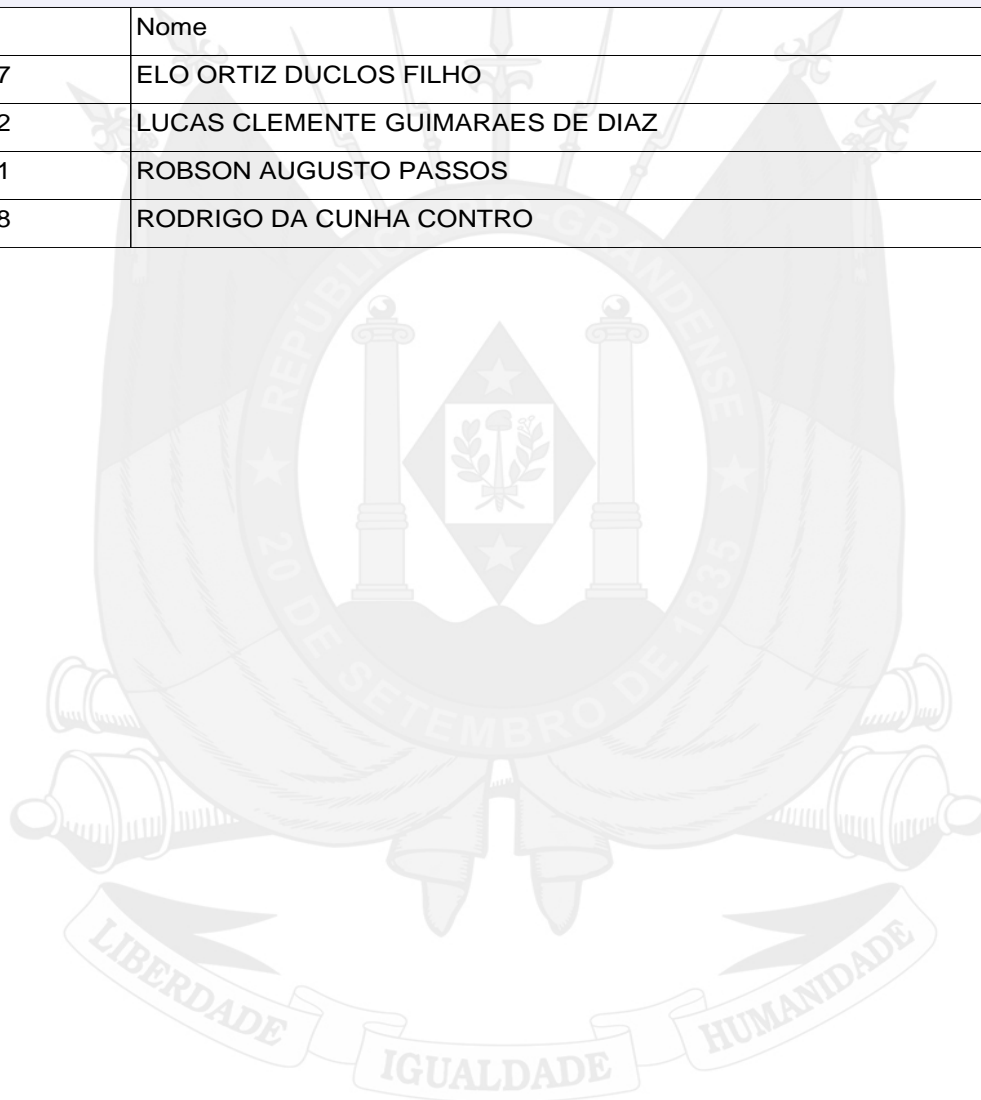 Nome
7 ELO ORTIZ DUCLOS FILHO
2 LUCAS CLEMENTE GUIMARAES DE DIAZ
1 ROBSON AUGUSTO PASSOS
8 RODRIGO DA CUNHA CONTRO
REPÚBLICA RIO-GRANDENSE
20 DE SETEMBRO DE 1835
LIBERDADE IGUALDADE HUMANIDADE